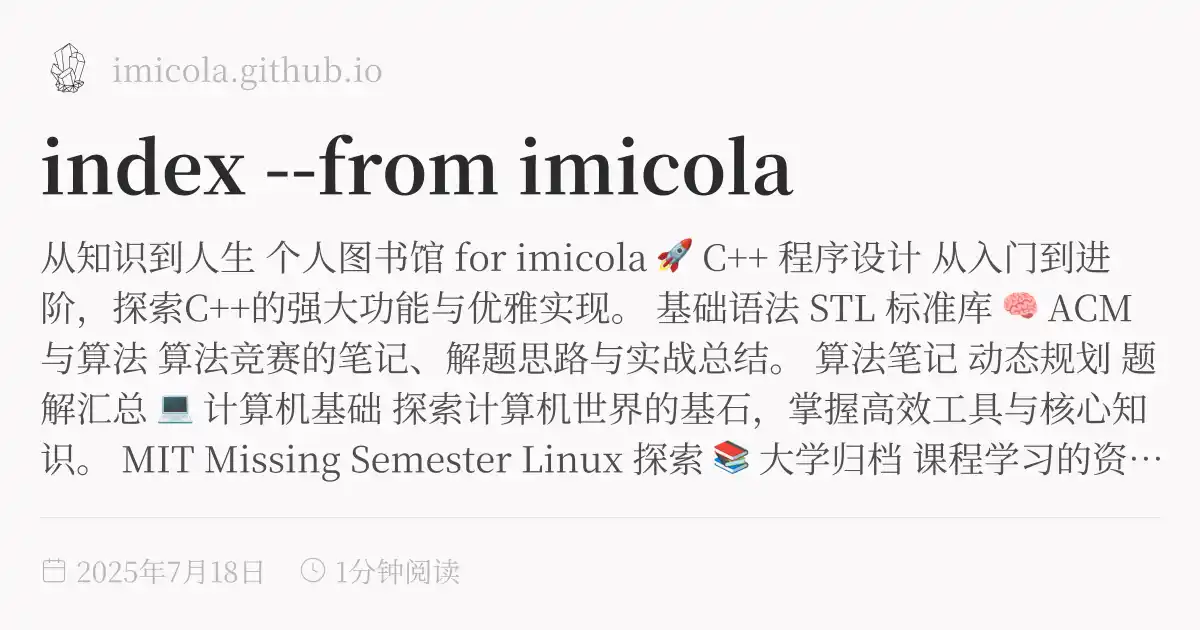 imicola.github.io
index --from imicola
从知识到人生 个人图书馆 for imicola 🚀 C++ 程序设计 从入门到进
阶，探索C++的强大功能与优雅实现。 基础语法 STL 标准库 🧠 ACM
与算法 算法竞赛的笔记、解题思路与实战总结。 算法笔记 动态规划 题
解汇总 💻 计算机基础 探索计算机世界的基石，掌握高效工具与核心知
识。 MIT Missing Semester Linux 探索 📚 大学归档 课程学习的资…
2025年7月18日 1分钟阅读